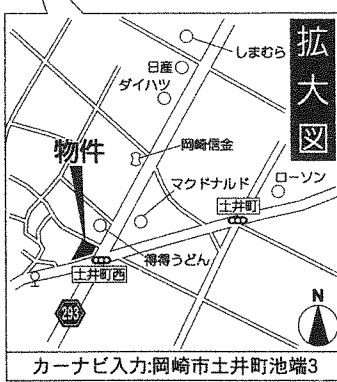 拡大図
しまむら
日産
ダイハツ
岡崎信金
物件
マクドナルド
ローソン
土井町
得得うどん
土井町西
293
N
カーナビ入力:岡崎市土井町池端3